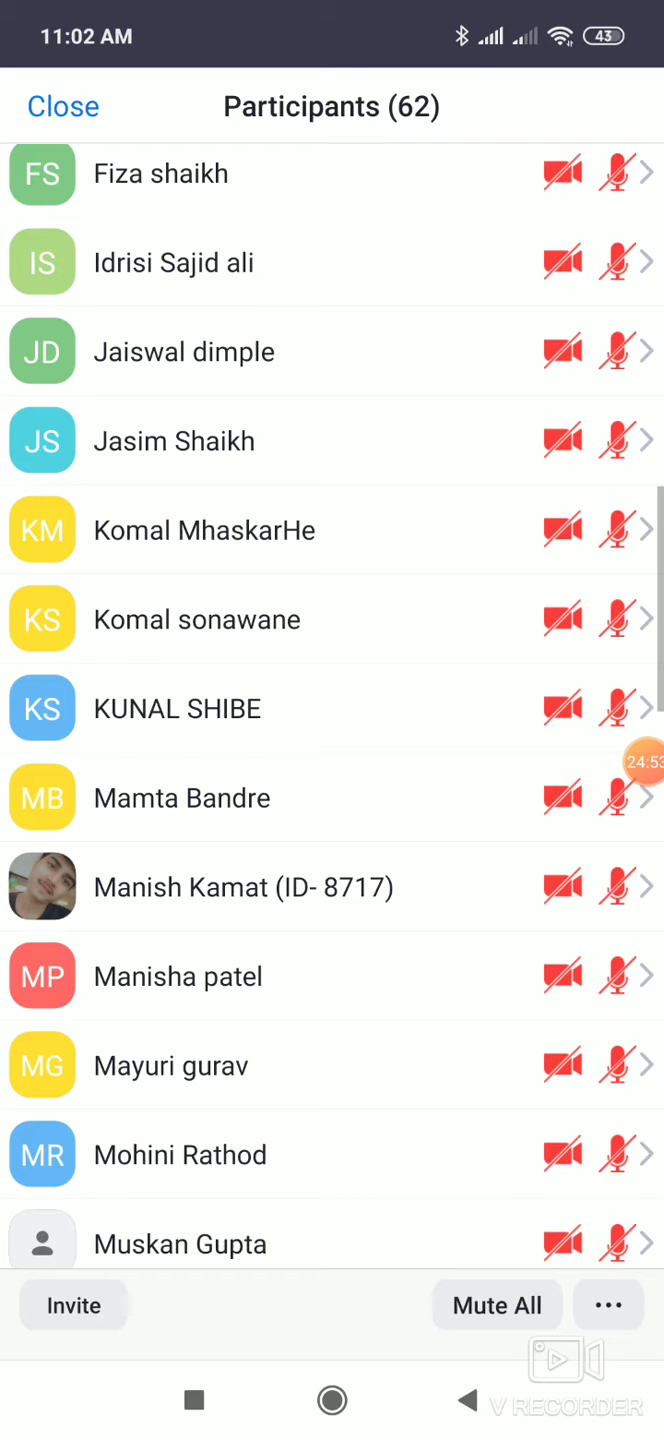 11:02 AM 43
Close Participants (62)
FS Fiza shaikh
IS Idrisi Sajid ali
JD Jaiswal dimple
JS Jasim Shaikh
KM Komal MhaskarHe
KS Komal sonawane
KS KUNAL SHIBE
24:53
MB Mamta Bandre
Manish Kamat (ID- 8717)
MP Manisha patel
MG Mayuri gurav
MR Mohini Rathod
Muskan Gupta
Invite Mute All ...
V RECORDER